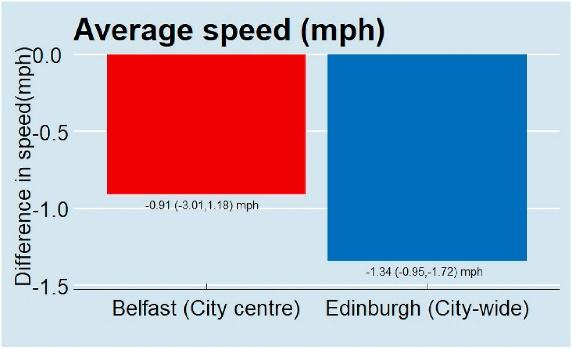 Average speed (mph)
Difference in speed(mph)
0.0
-0.5
-1.0
-1.5
-0.91 (-3.01,1.18) mph
-1.34 (-0.95,-1.72) mph
Belfast (City centre)
Edinburgh (City-wide)